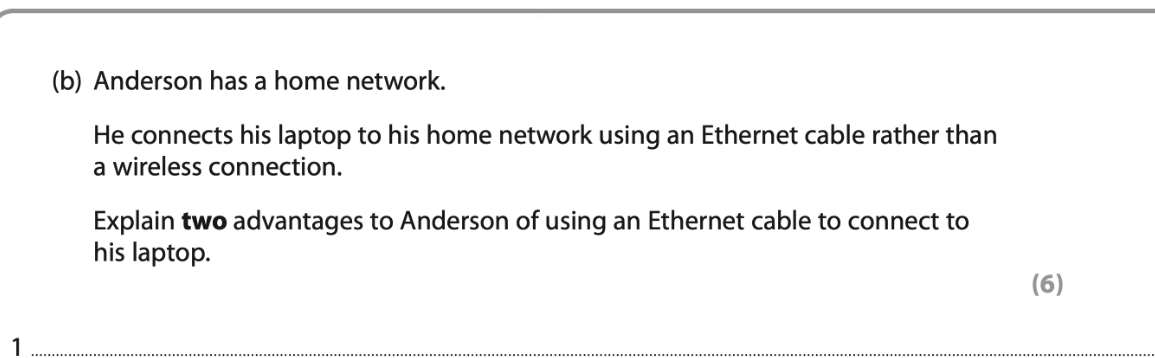 (b) Anderson has a home network.
He connects his laptop to his home network using an Ethernet cable rather than
a wireless connection.
Explain two advantages to Anderson of using an Ethernet cable to connect to
his laptop.
(6)
1